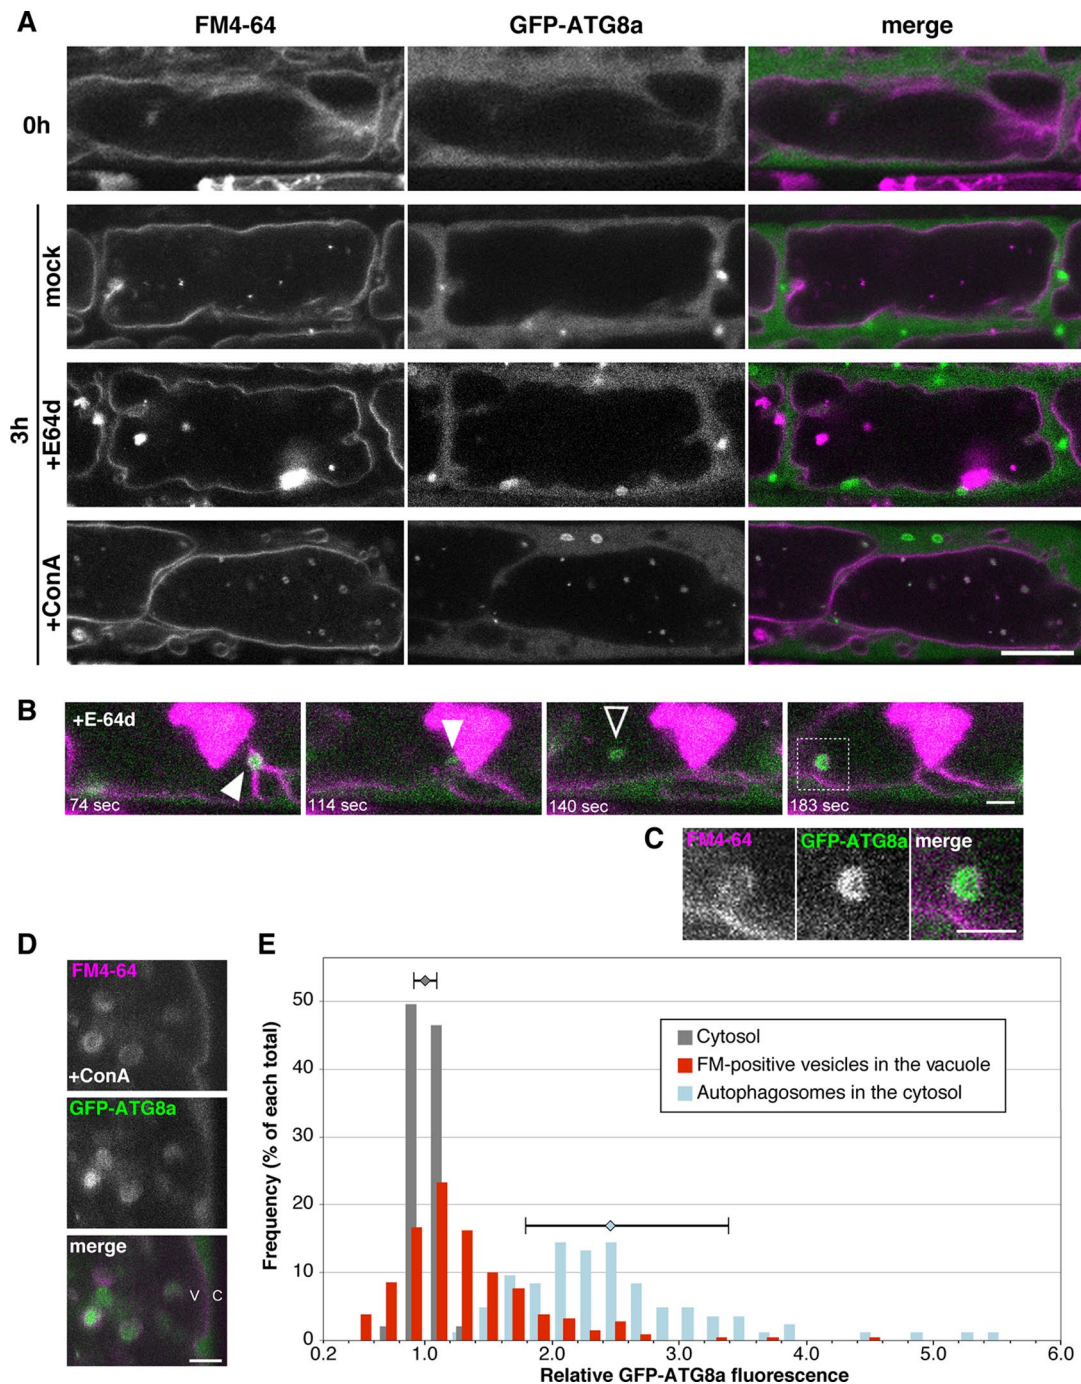 A
FM4-64
GFP-ATG8a
merge
0h
3h
mock
+E64d
+ConA
B
+E-64d
74 sec
114 sec
140 sec
183 sec
C
FM4-64
GFP-ATG8a
merge
D
FM4-64
+ConA
GFP-ATG8a
merge
V
C
E
Frequency (% of each total)
50
40
30
20
10
0
Cytosol
FM-positive vesicles in the vacuole
Autophagosomes in the cytosol
0.2
1.0
2.0
3.0
4.0
5.0
6.0
Relative GFP-ATG8a fluorescence